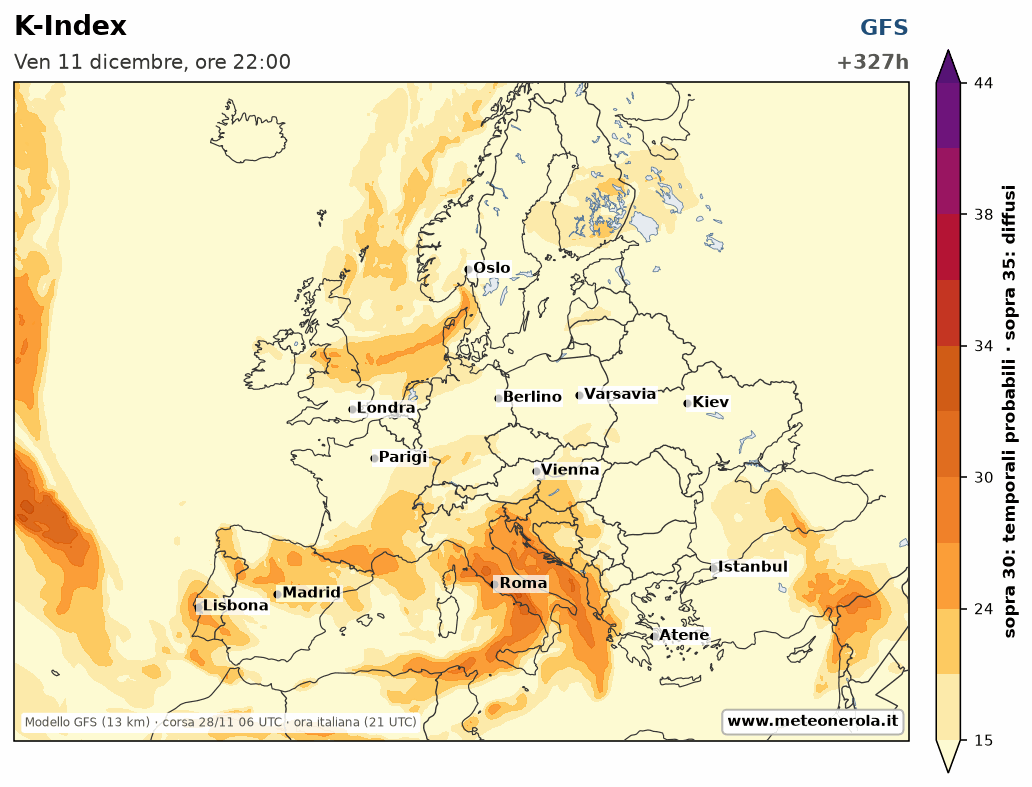 K-Index
GFS
Ven 11 dicembre, ore 22:00
+327h
44
38
34
30
24
15
sopra 30: temporali probabili · sopra 35: diffusi
Oslo
Berlino
Varsavia
Kiev
Londra
Parigi
Vienna
Istanbul
Roma
Madrid
Lisbona
Atene
Modello GFS (13 km) · corsa 28/11 06 UTC · ora italiana (21 UTC)
www.meteonerola.it